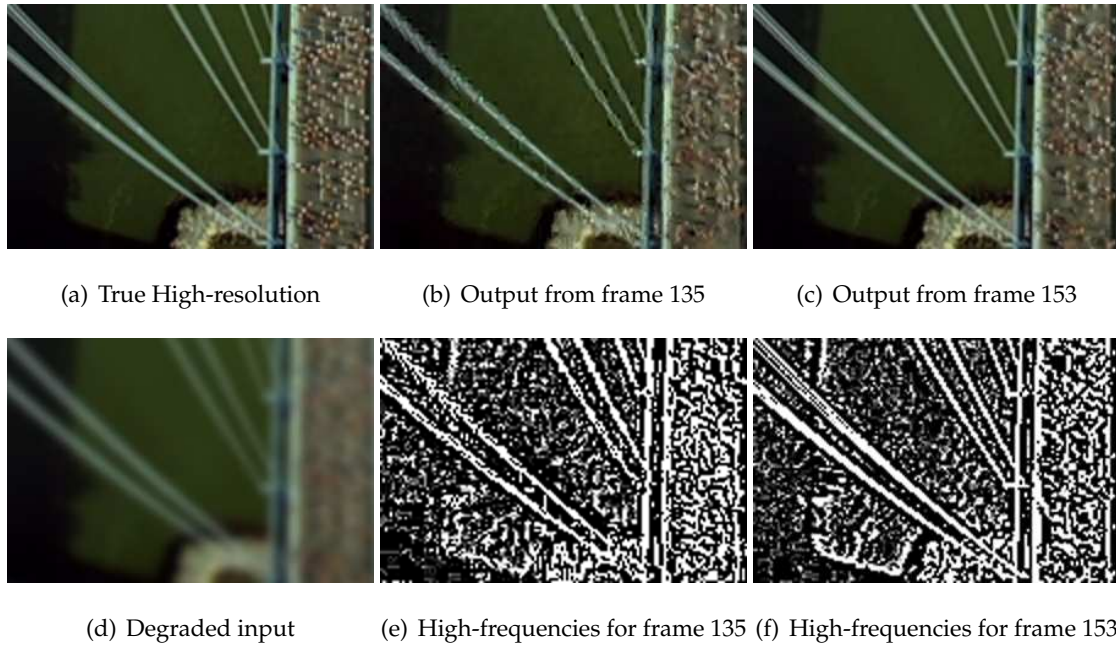 (a) True High-resolution
(b) Output from frame 135
(c) Output from frame 153
(d) Degraded input
(e) High-frequencies for frame 135
(f) High-frequencies for frame 153